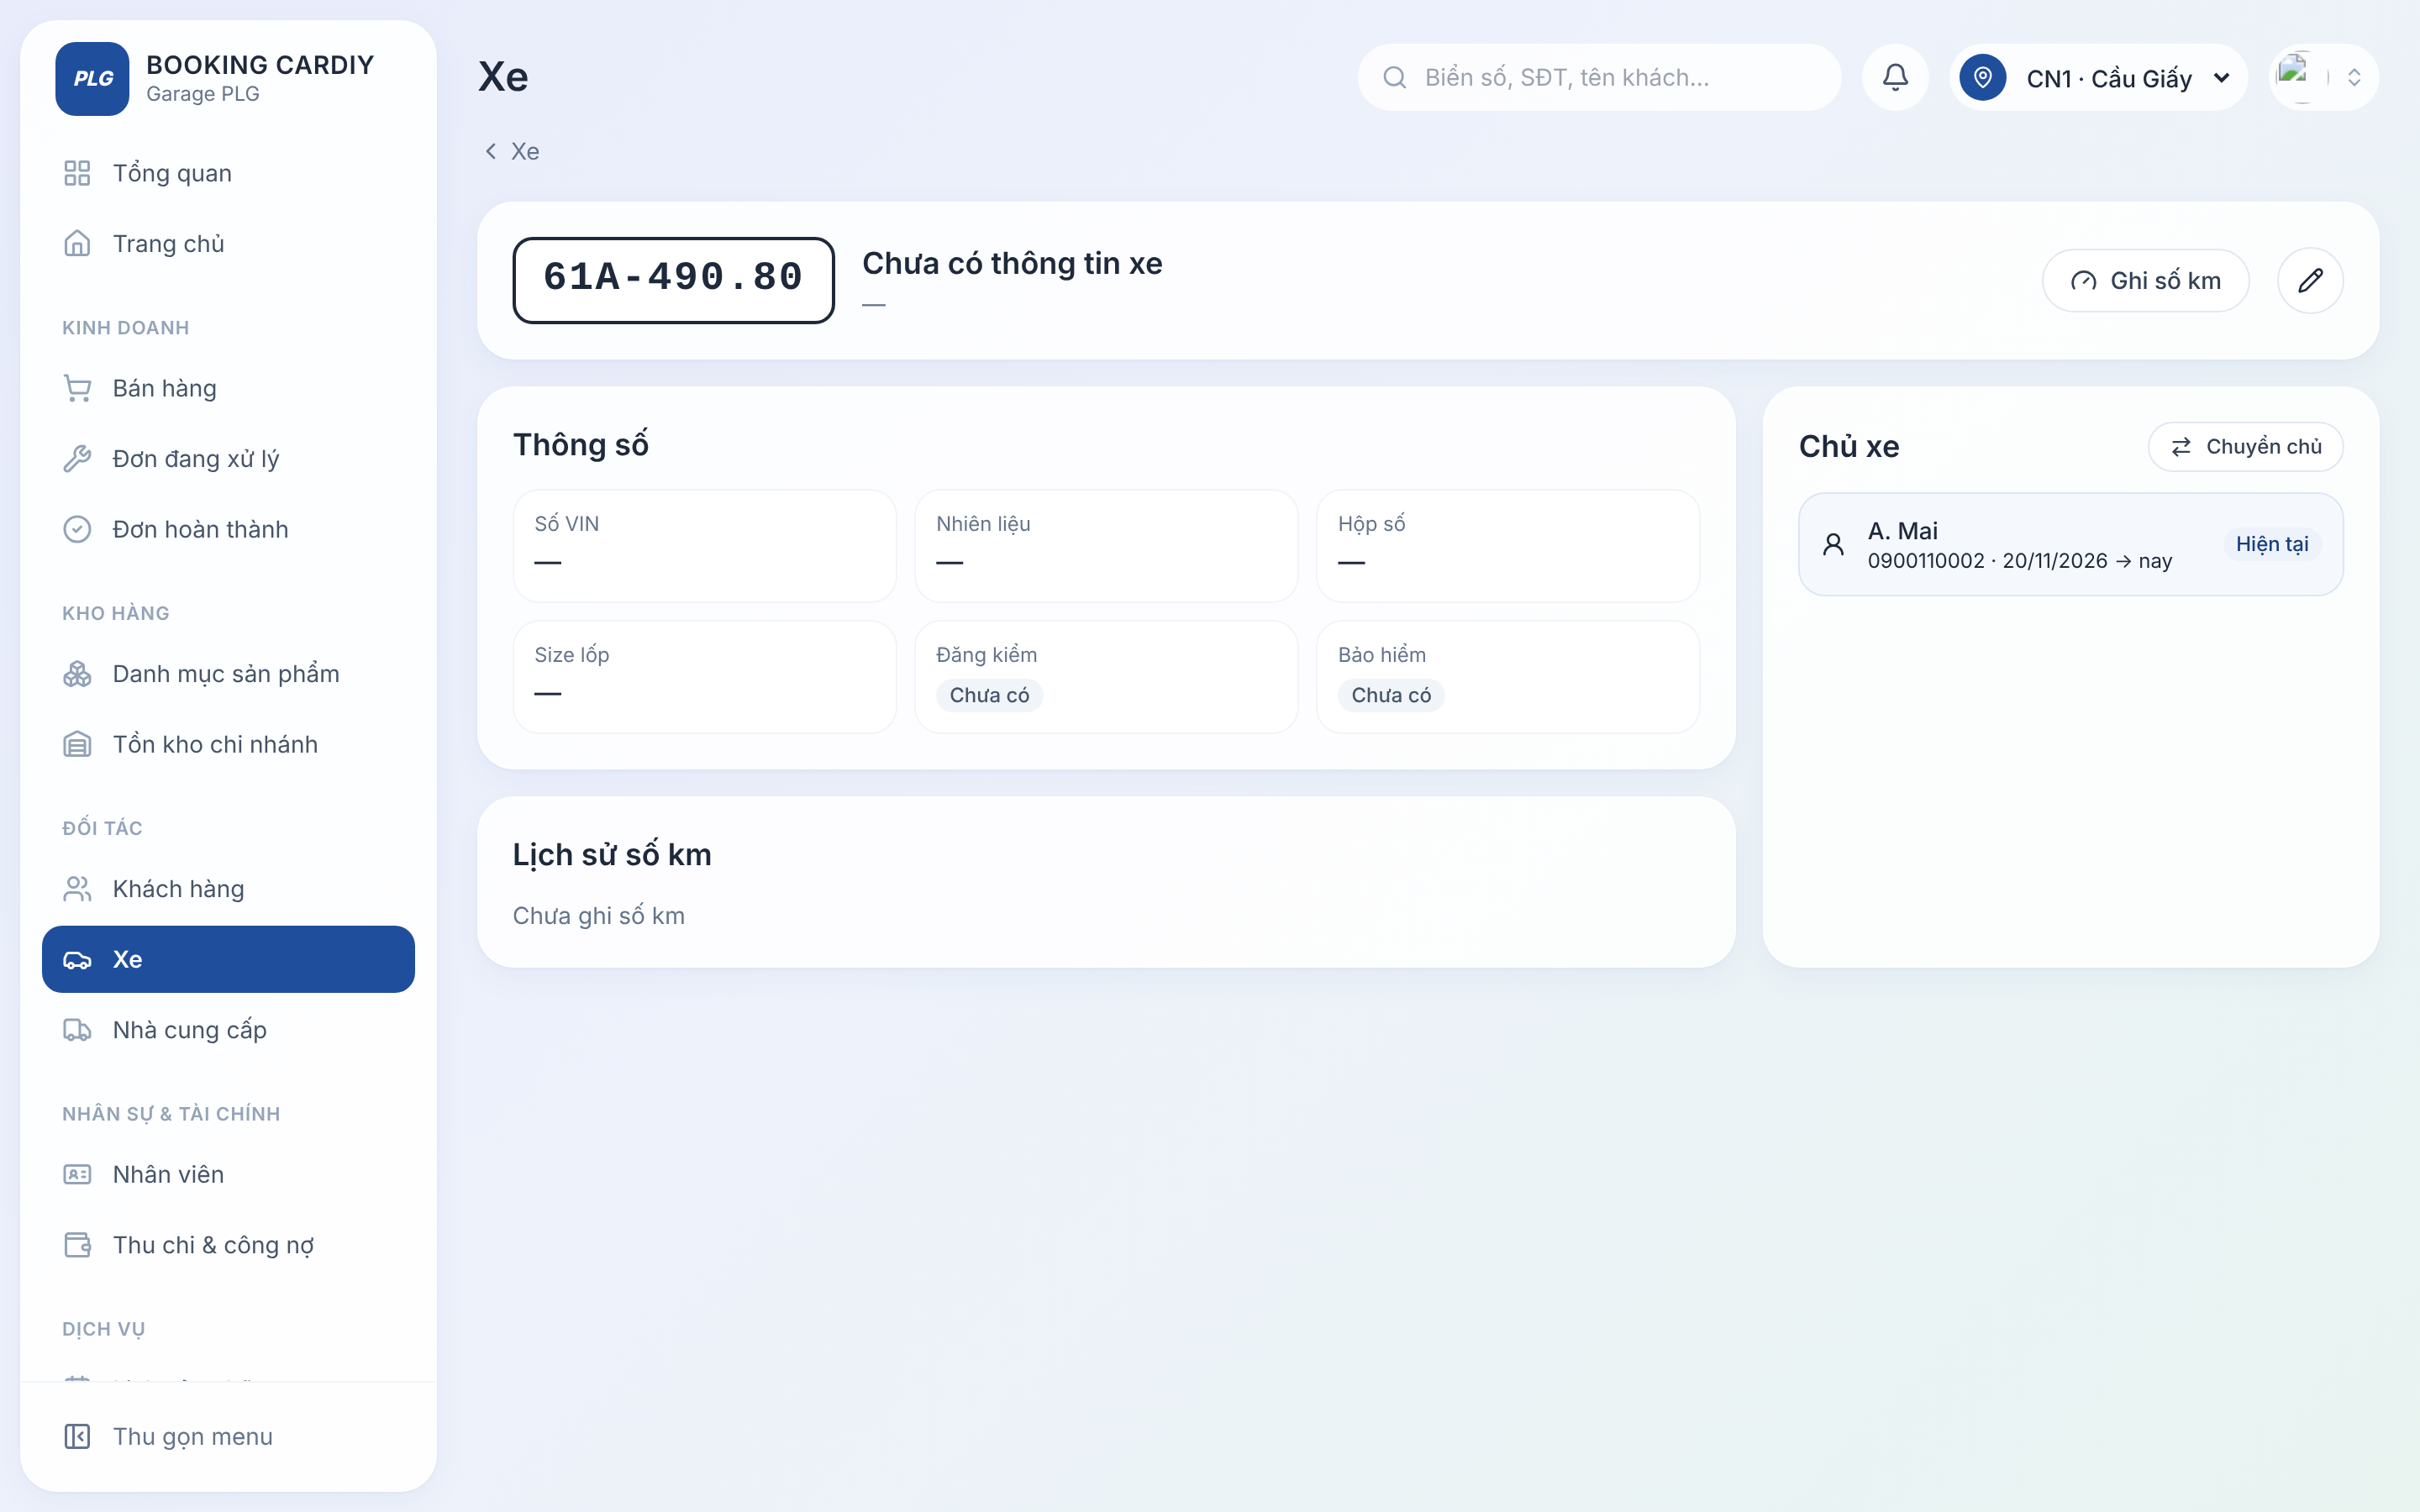 PLG
BOOKING CARDIY
Garage PLG
Tổng quan
Trang chủ
KINH DOANH
Bán hàng
Đơn đang xử lý
Đơn hoàn thành
KHO HÀNG
Danh mục sản phẩm
Tồn kho chi nhánh
ĐỐI TÁC
Khách hàng
Xe
Nhà cung cấp
NHÂN SỰ & TÀI CHÍNH
Nhân viên
Thu chi & công nợ
DỊCH VỤ
Thu gọn menu
Xe
Biển số, SĐT, tên khách...
CN1 · Cầu Giấy
Xe
61A-490.80
Chưa có thông tin xe
—
Ghi số km
Thông số
Số VIN
—
Nhiên liệu
—
Hộp số
—
Size lốp
—
Đăng kiểm
Chưa có
Bảo hiểm
Chưa có
Lịch sử số km
Chưa ghi số km
Chủ xe
Chuyển chủ
A. Mai
0900110002 · 20/11/2026 → nay
Hiện tại